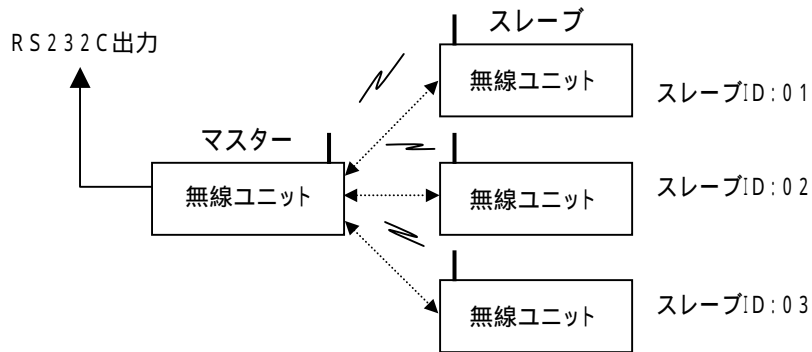 スレーブ
RS232C出力
無線ユニット
スレーブID:01
マスター
無線ユニット
無線ユニット
スレーブID:02
無線ユニット
スレーブID:03